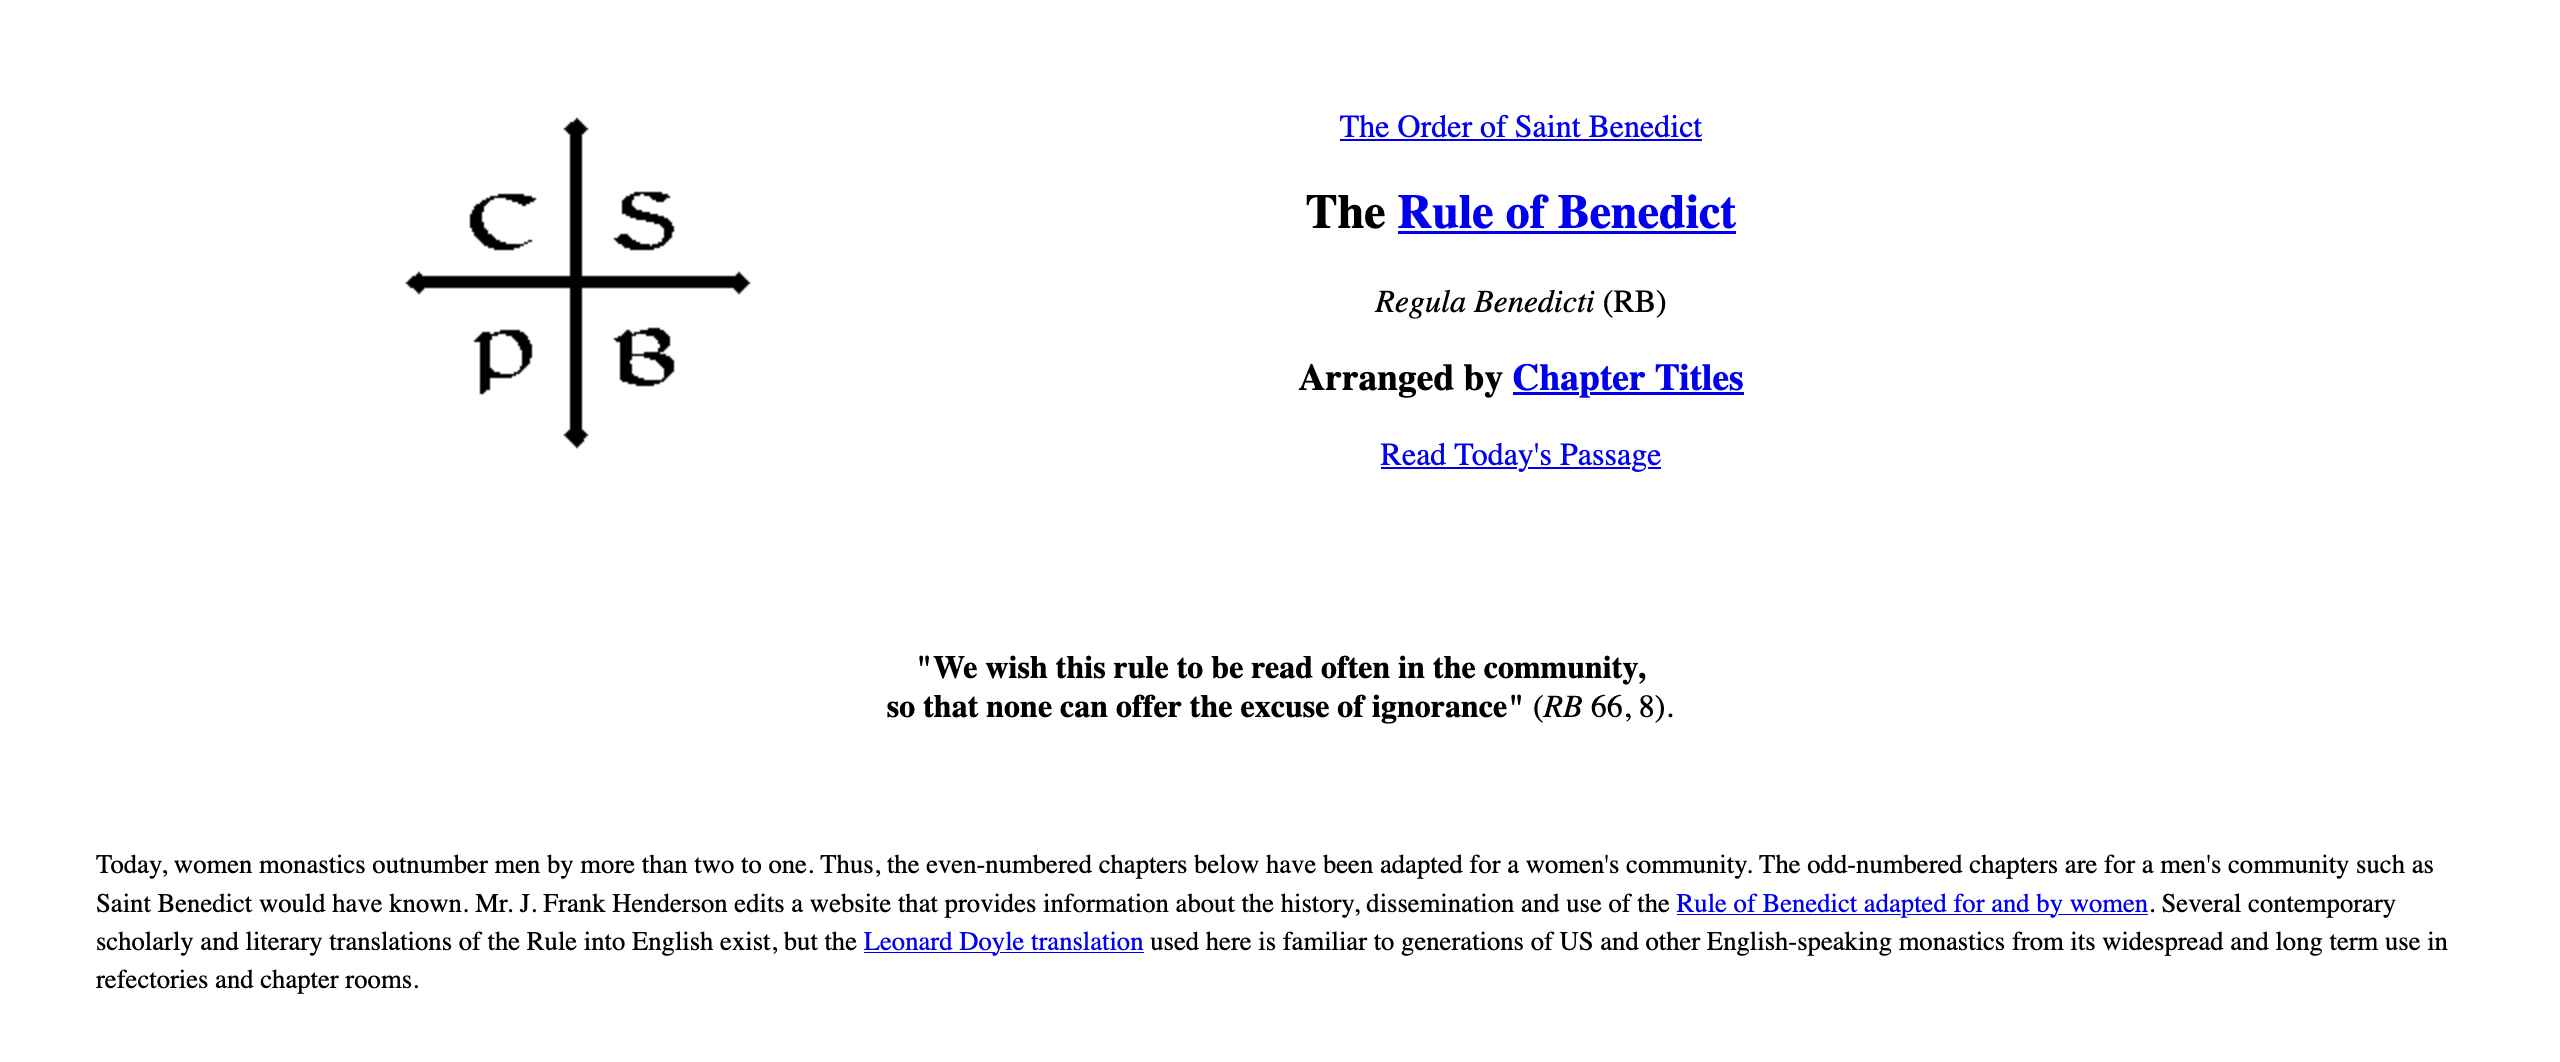 C S
P B
The Order of Saint Benedict
The Rule of Benedict
Regula Benedicti (RB)
Arranged by Chapter Titles
Read Today's Passage
"We wish this rule to be read often in the community,
so that none can offer the excuse of ignorance" (RB 66, 8).
Today, women monastics outnumber men by more than two to one. Thus, the even-numbered chapters below have been adapted for a women's community. The odd-numbered chapters are for a men's community such as
Saint Benedict would have known. Mr. J. Frank Henderson edits a website that provides information about the history, dissemination and use of the Rule of Benedict adapted for and by women. Several contemporary
scholarly and literary translations of the Rule into English exist, but the Leonard Doyle translation used here is familiar to generations of US and other English-speaking monastics from its widespread and long term use in
refectories and chapter rooms.